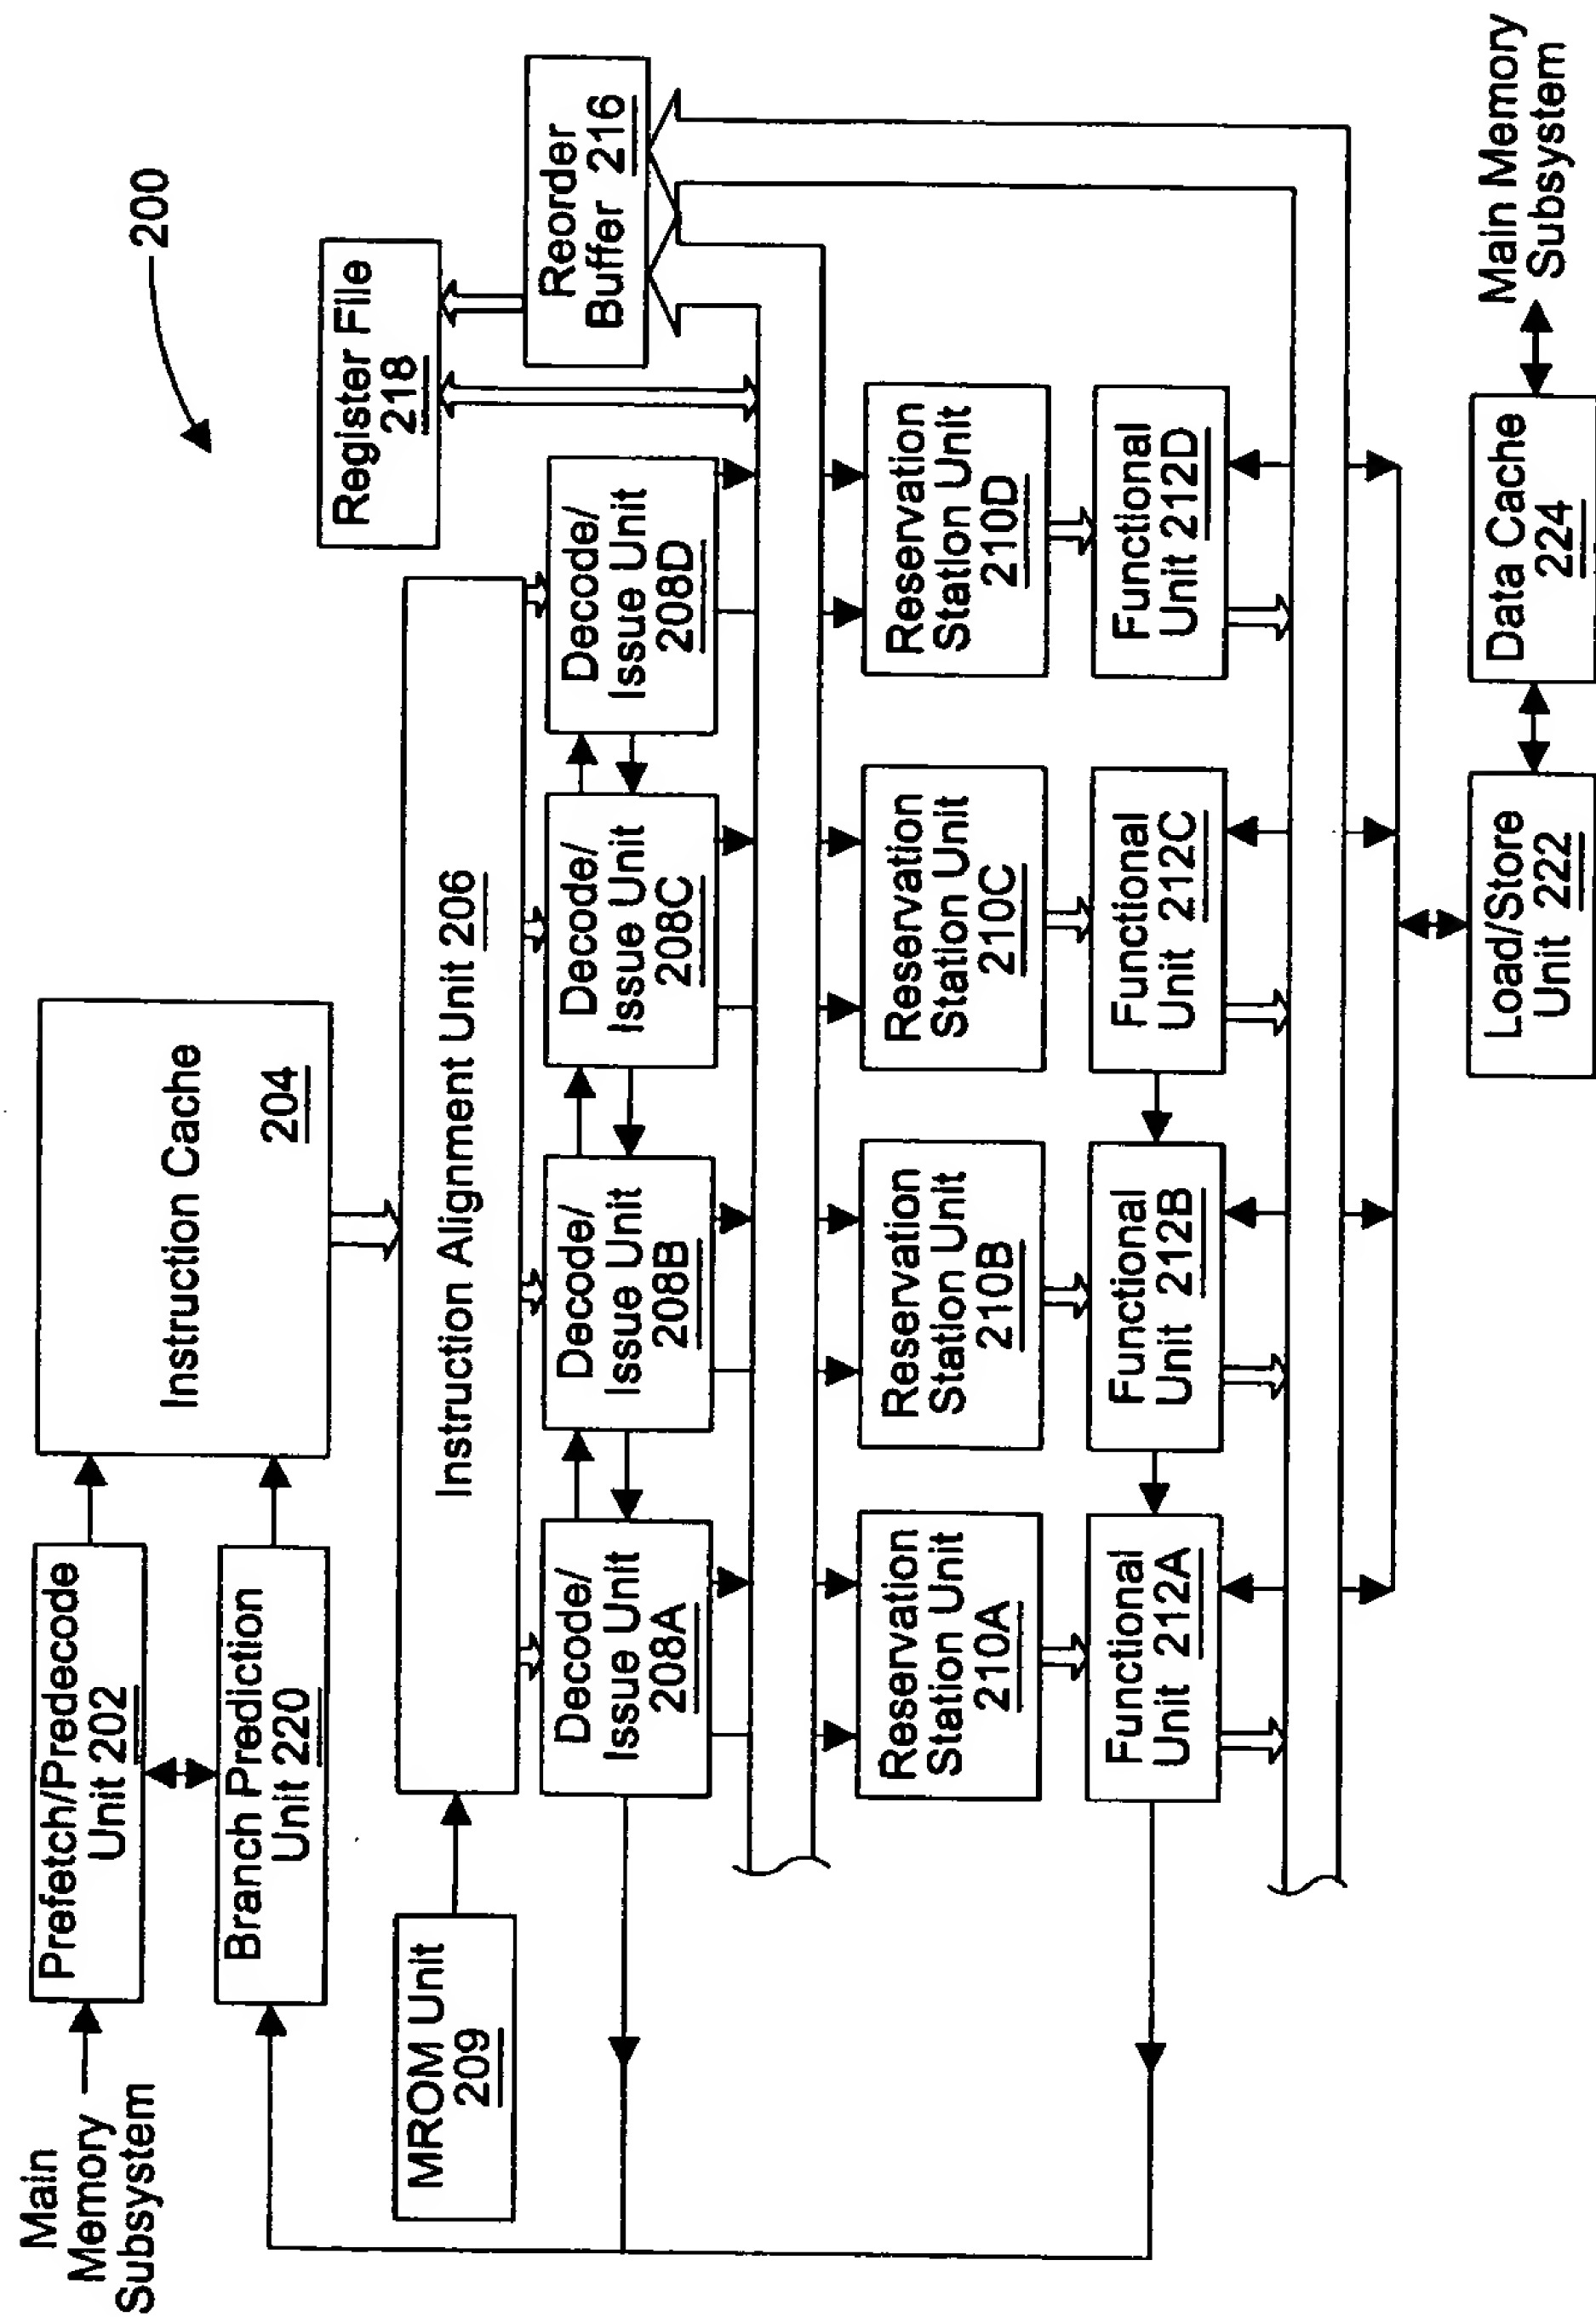 200
Main
Memory
Subsystem
Prefetch/Predecode
Unit 202
Branch Prediction
Unit 220
Instruction Cache
204
Register File
218
MROM Unit
209
Instruction Alignment Unit 206
Reorder
Buffer 216
Decode/
Issue Unit
208A
Decode/
Issue Unit
208B
Decode/
Issue Unit
208C
Decode/
Issue Unit
208D
Reservation
Station Unit
210A
Reservation
Station Unit
210B
Reservation
Station Unit
210C
Reservation
Station Unit
210D
Functional
Unit 212A
Functional
Unit 212B
Functional
Unit 212C
Functional
Unit 212D
Load/Store
Unit 222
Data Cache
224
Main Memory
Subsystem